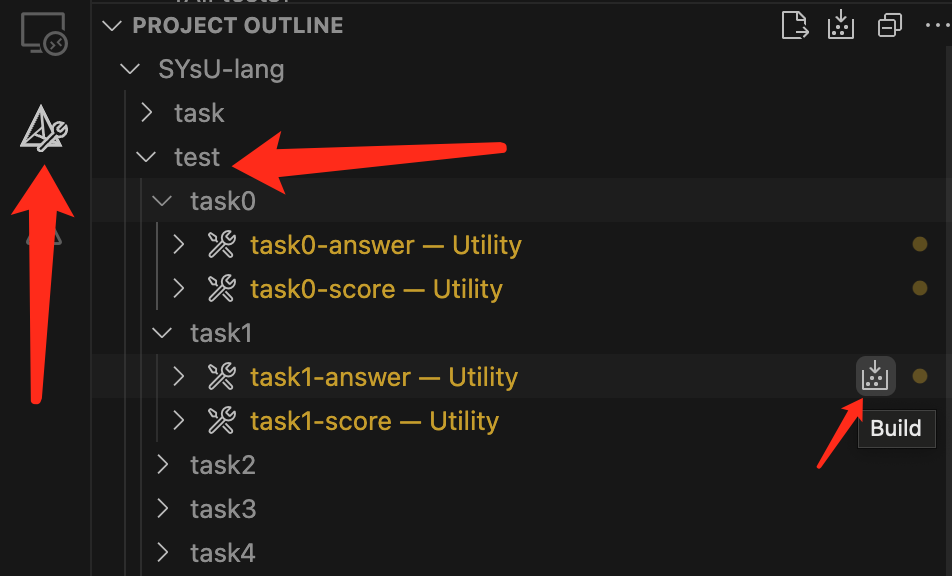 PROJECT OUTLINE
SYsU-lang
task
test
task0
task0-answer — Utility
task0-score — Utility
task1
task1-answer — Utility
task1-score — Utility
Build
task2
task3
task4